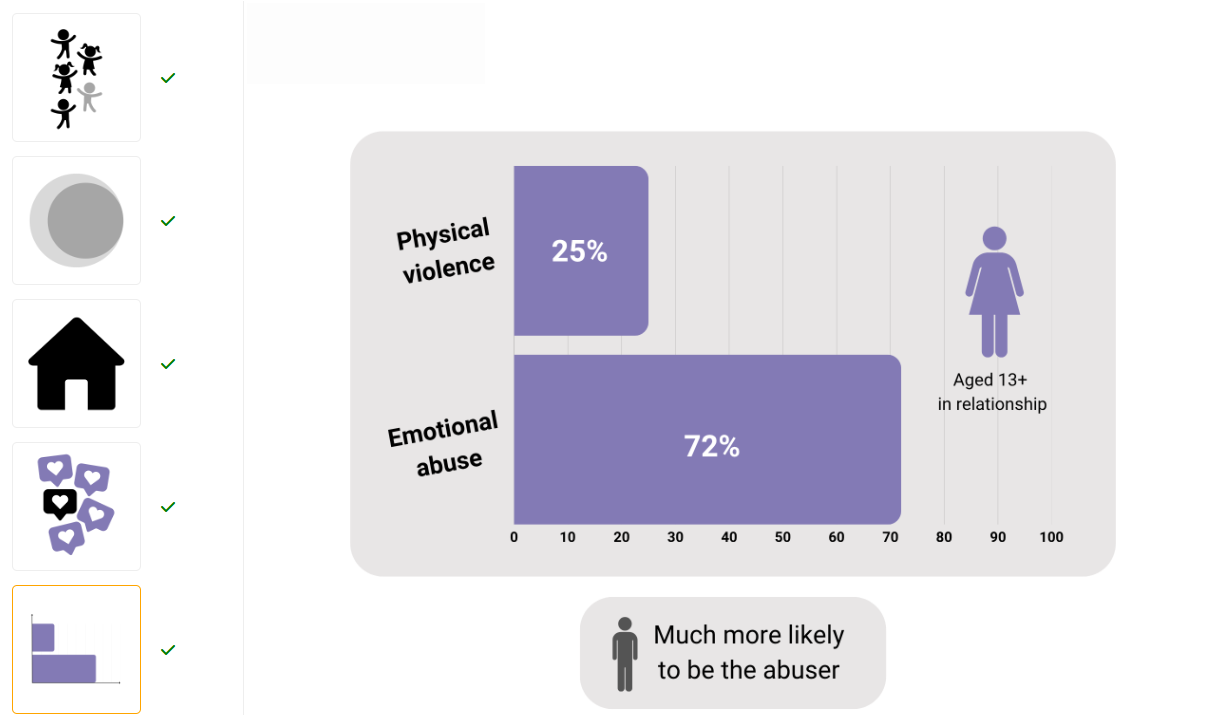 Physical
violence
25%
Aged 13+
in relationship
Emotional
abuse
72%
0 10 20 30 40 50 60 70 80 90 100
Much more likely
to be the abuser